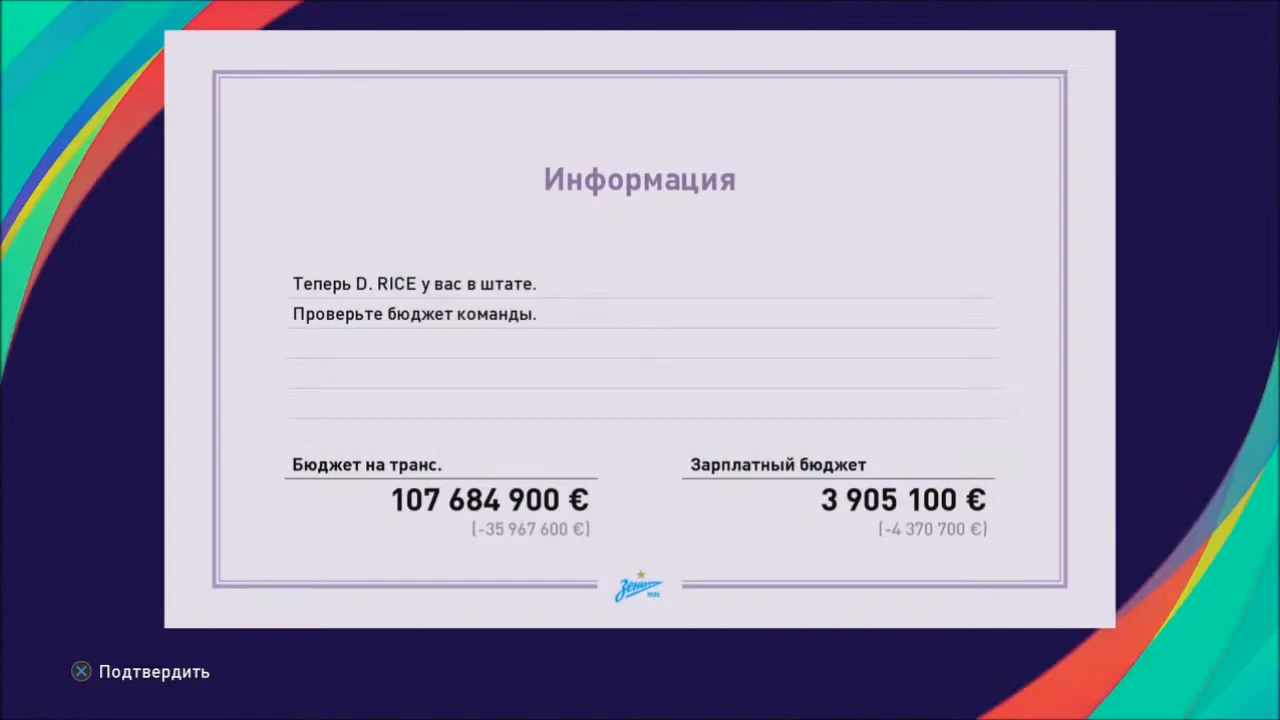 Информация
Теперь D. RICE у вас в штате.
Проверьте бюджет команды.
Бюджет на транс.
107 684 900 €
(-35 967 600 €)
Зарплатный бюджет
3 905 100 €
(-4 370 700 €)
Зенит
Подтвердить